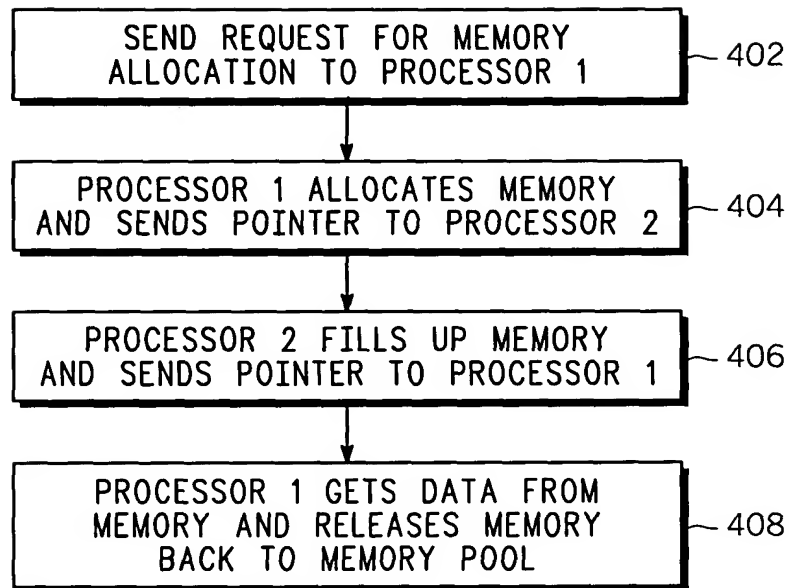 SEND REQUEST FOR MEMORY
ALLOCATION TO PROCESSOR 1
402
PROCESSOR 1 ALLOCATES MEMORY
AND SENDS POINTER TO PROCESSOR 2
404
PROCESSOR 2 FILLS UP MEMORY
AND SENDS POINTER TO PROCESSOR 1
406
PROCESSOR 1 GETS DATA FROM
MEMORY AND RELEASES MEMORY
BACK TO MEMORY POOL
408